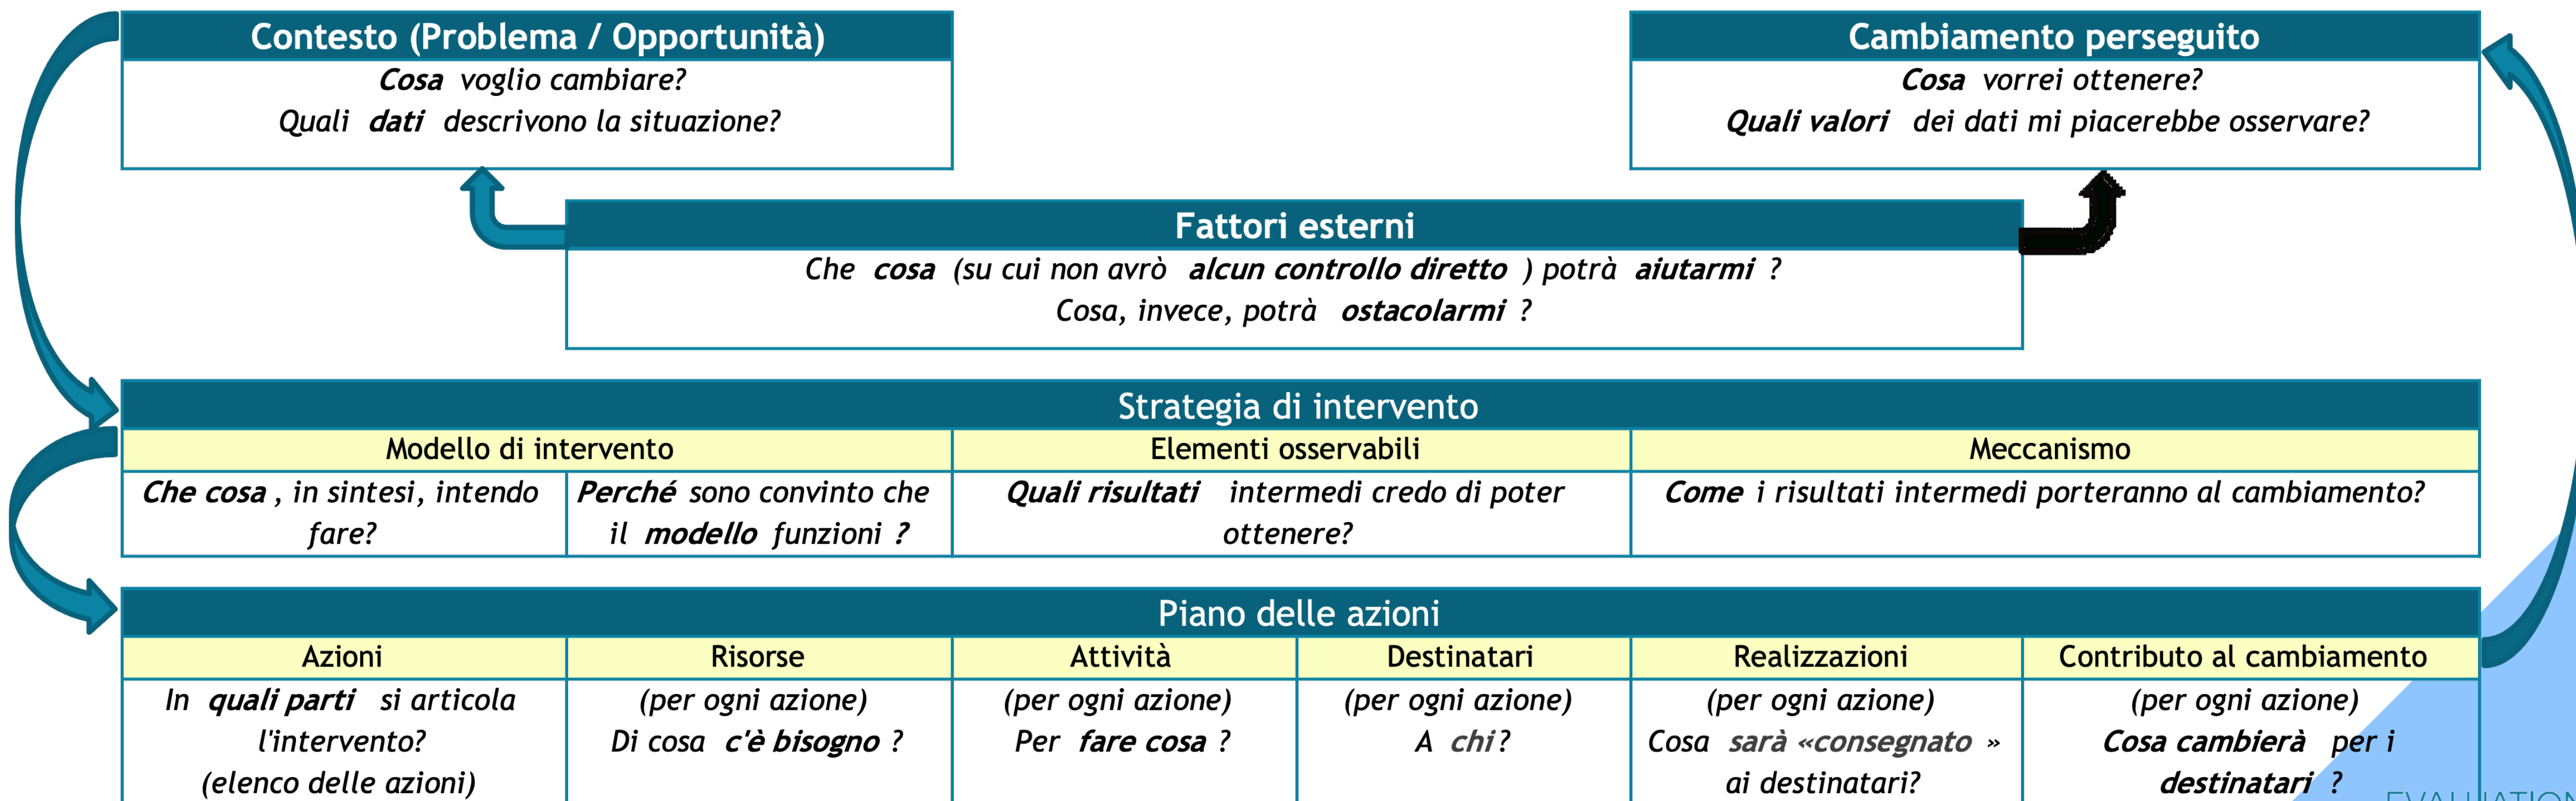 Contesto (Problema / Opportunità)
Cosa voglio cambiare?
Quali dati descrivono la situazione?
Cambiamento perseguito
Cosa vorrei ottenere?
Quali valori dei dati mi piacerebbe osservare?
Fattori esterni
Che cosa (su cui non avrò alcun controllo diretto ) potrà aiutarmi ?
Cosa, invece, potrà ostacolarmi ?
Strategia di intervento
Modello di intervento
Elementi osservabili
Meccanismo
Che cosa , in sintesi, intendo
fare?
Perché sono convinto che
il modello funzioni ?
Quali risultati intermedi credo di poter
ottenere?
Come i risultati intermedi porteranno al cambiamento?
Piano delle azioni
Azioni
Risorse
Attività
Destinatari
Realizzazioni
Contributo al cambiamento
In quali parti si articola
l'intervento?
(elenco delle azioni)
(per ogni azione)
Di cosa c'è bisogno ?
(per ogni azione)
Per fare cosa ?
(per ogni azione)
A chi ?
(per ogni azione)
Cosa sarà «consegnato »
ai destinatari?
(per ogni azione)
Cosa cambierà per i
destinatari ?
EVALUATION